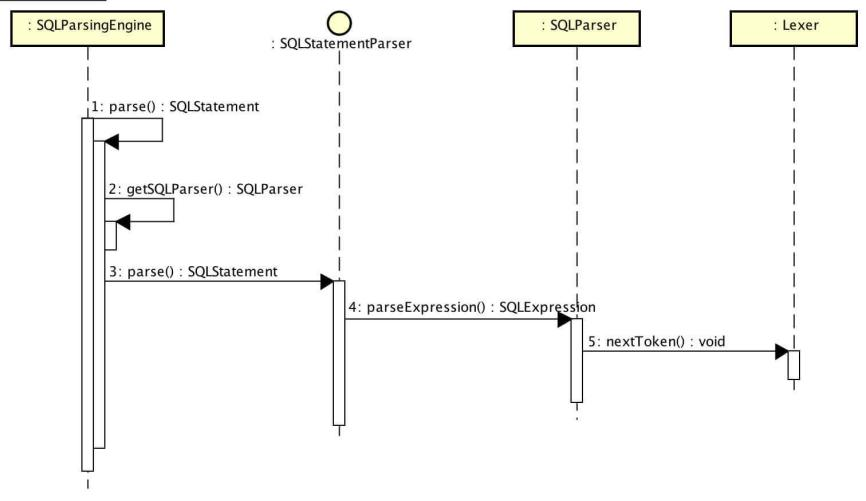 : SQLParsingEngine
: SQLStatementParser
: SQLParser
: Lexer
1: parse() : SQLStatement
2: getSQLParser() : SQLParser
3: parse() : SQLStatement
4: parseExpression() : SQLExpression
5: nextToken() : void